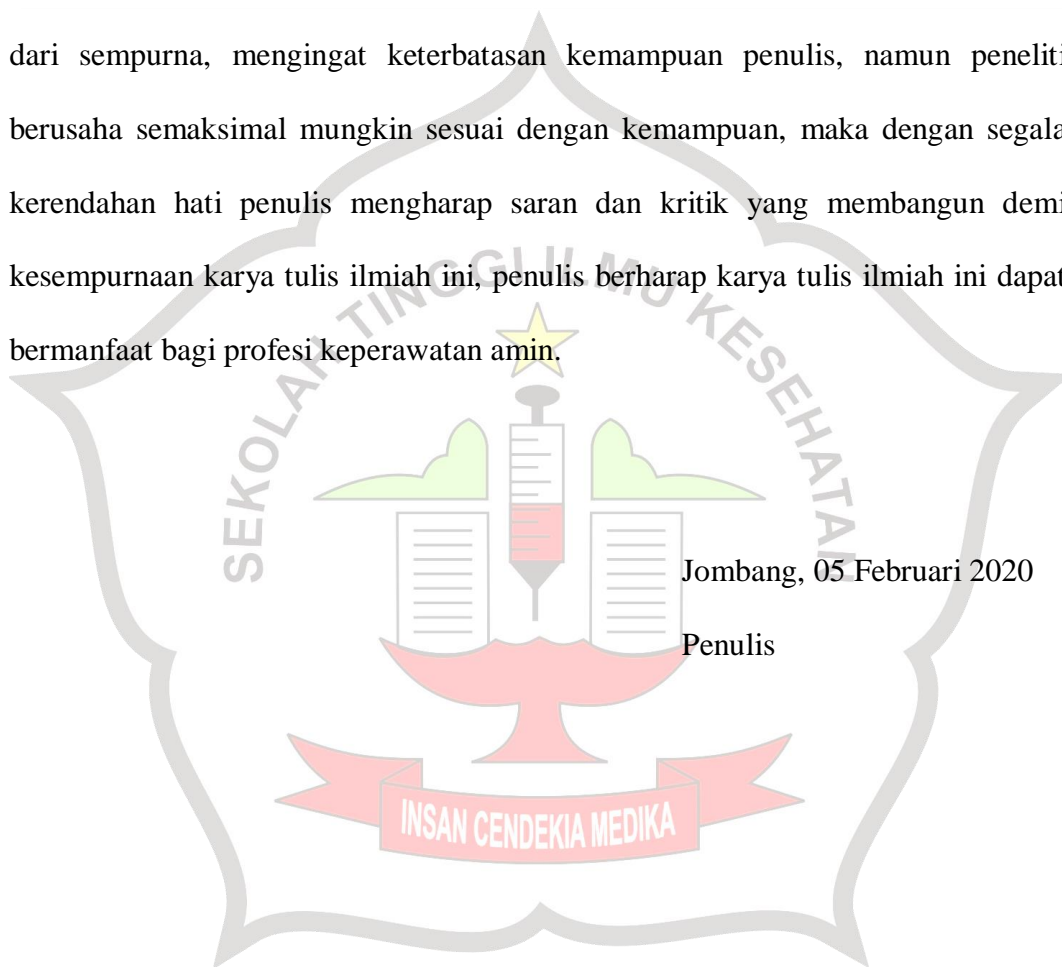 dari sempurna, mengingat keterbatasan kemampuan penulis, namun peneliti
berusaha semaksimal mungkin sesuai dengan kemampuan, maka dengan segala
kerendahan hati penulis mengharap saran dan kritik yang membangun demi
kesempurnaan karya tulis ilmiah ini, penulis berharap karya tulis ilmiah ini dapat
bermanfaat bagi profesi keperawatan amin.
SEKOLAH TINGGI ILMU KESEHATAN
Jombang, 05 Februari 2020
Penulis
INSAN CENDEKIA MEDIKA